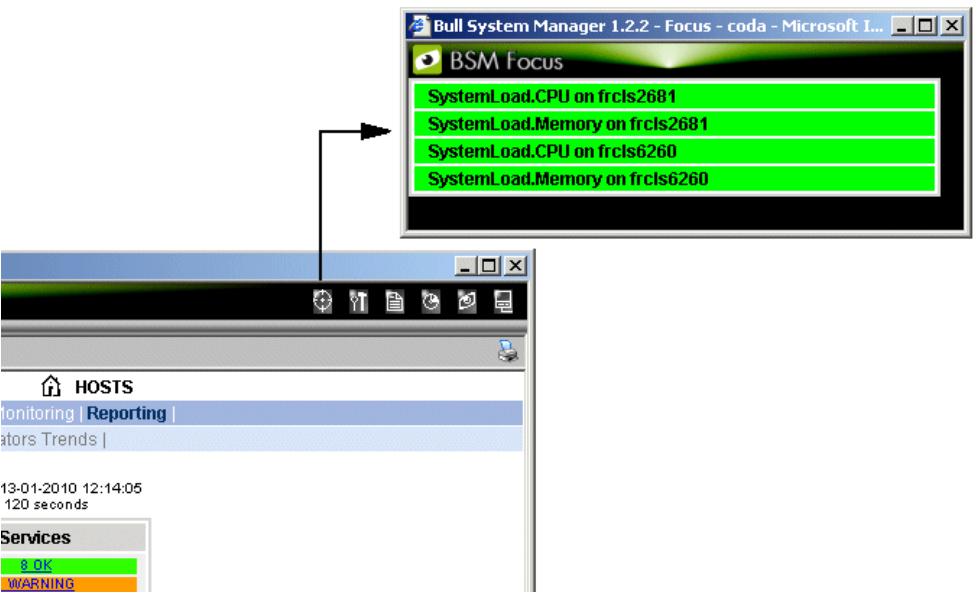 Bull System Manager 1.2.2 - Focus - coda - Microsoft I...
BSM Focus
SystemLoad.CPU on frcls2681
SystemLoad.Memory on frcls2681
SystemLoad.CPU on frcls6260
SystemLoad.Memory on frcls6260
HOSTS
Monitoring | Reporting |
ators Trends |
13-01-2010 12:14:05
120 seconds
Services
8 OK
WARNING